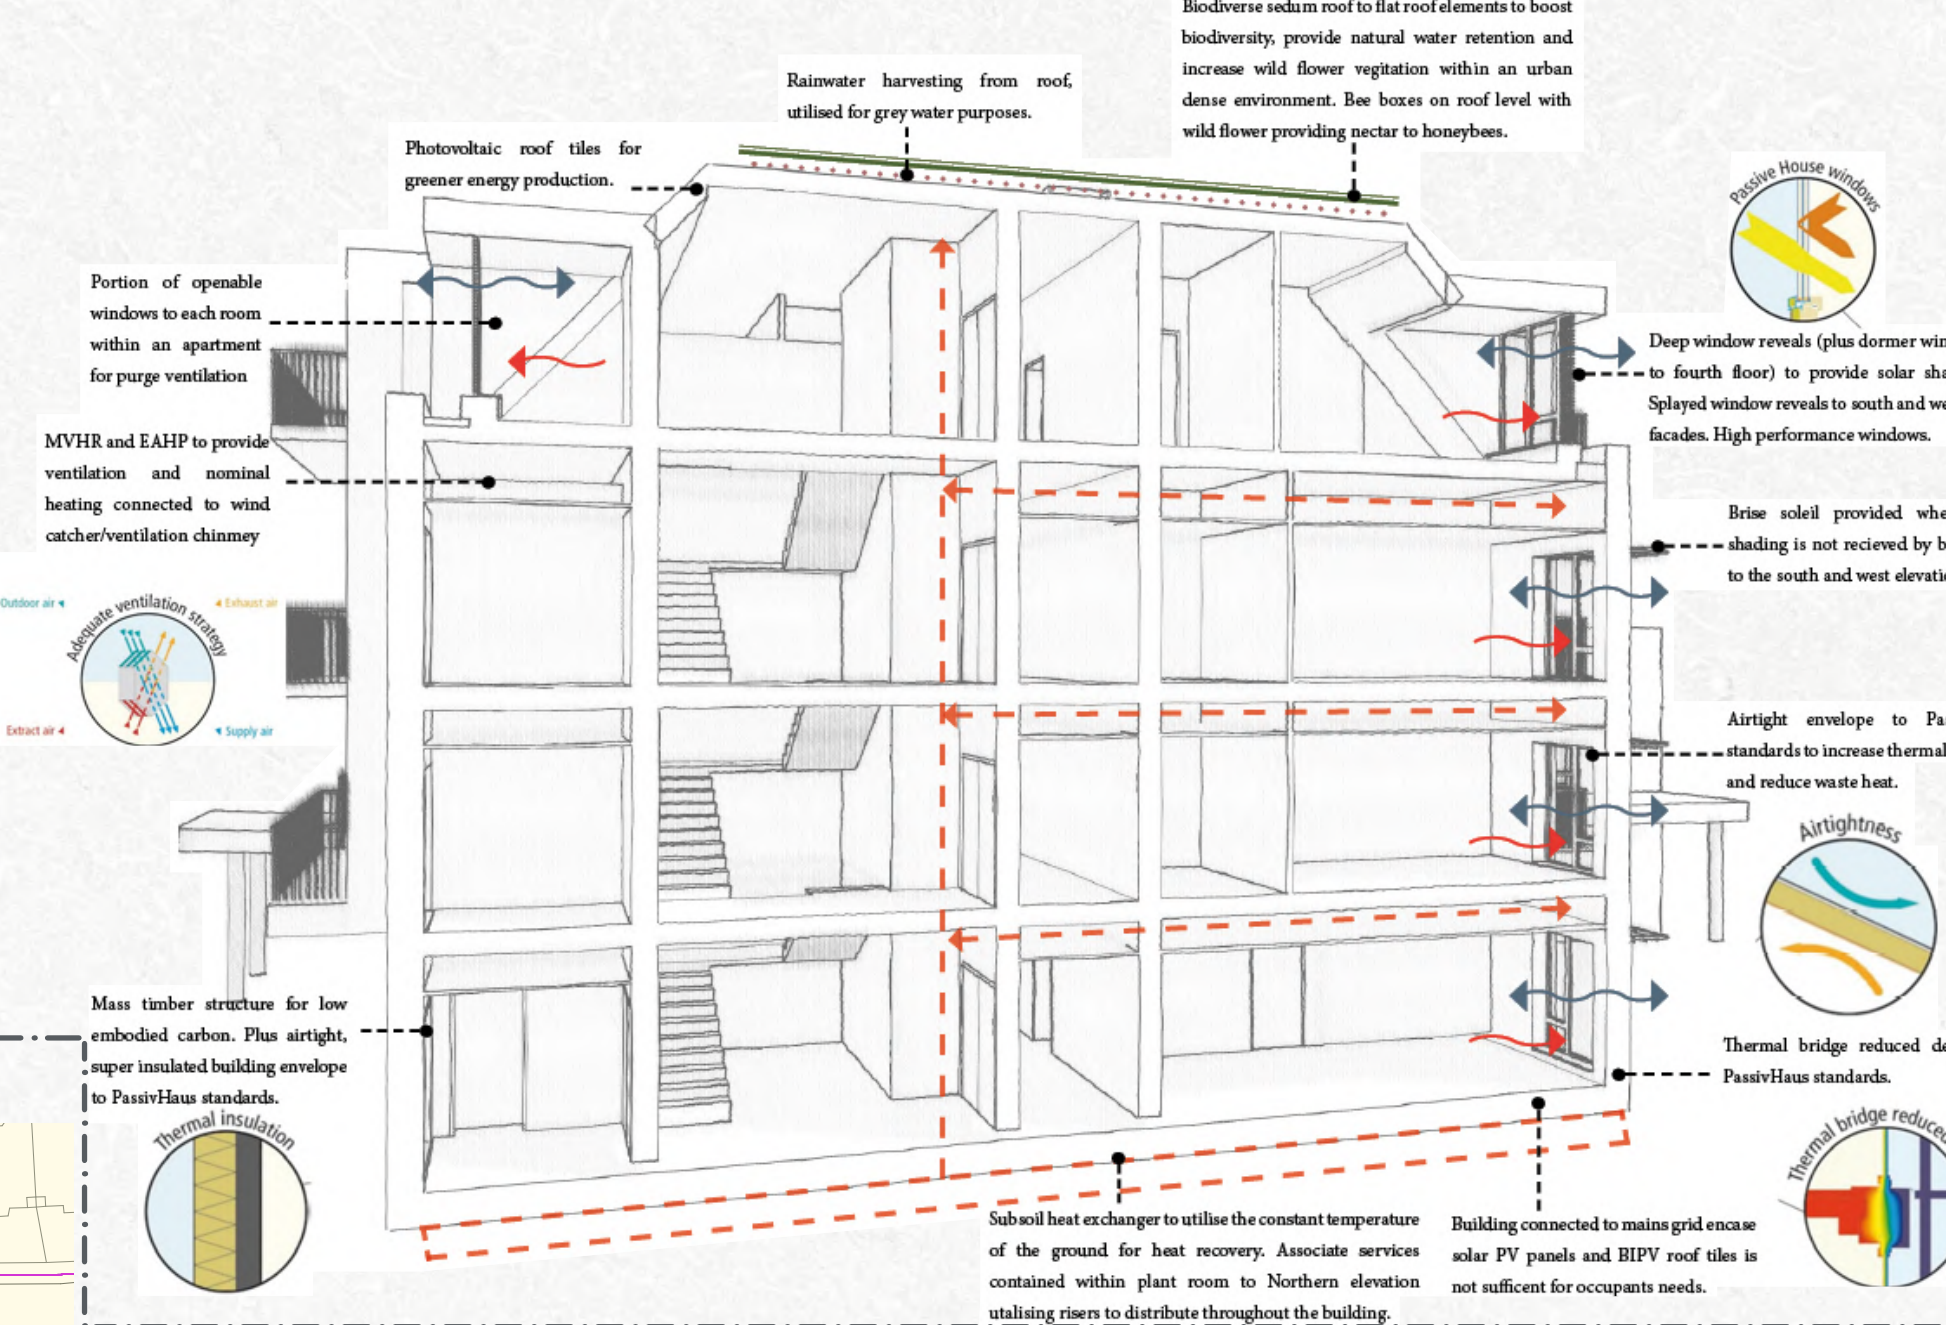 Biodiverse sedum roof to flat roof elements to boost
biodiversity, provide natural water retention and
increase wild flower vegitation within an urban
dense environment. Bee boxes on roof level with
wild flower providing nectar to honeybees.
Rainwater harvesting from roof,
utilised for grey water purposes.
Photovoltaic roof tiles for
greener energy production.
Passive House windows
Portion of openable
windows to each room
within an apartment
for purge ventilation
Deep window reveals (plus dormer
to fourth floor) to provide solar
Splayed window reveals to south and
facades. High performance windows.
MVHR and EAHP to provide
ventilation and nominal
heating connected to wind
catcher/ventilation chinmey
Brise soleil provided
shading is not recieved by
to the south and west
Outdoor air
Exhaust air
Adequate ventilation strategy
Extract air
Supply air
Airtight envelope to
standards to increase thermal
and reduce waste heat.
Airtightness
Mass timber structure for low
embodied carbon. Plus airtight,
super insulated building envelope
to PassivHaus standards.
Thermal insulation
Thermal bridge reduced
PassivHaus standards.
Thermal bridge reduced
Subsoil heat exchanger to utilise the constant temperature
of the ground for heat recovery. Associate services
contained within plant room to Northern elevation
utalising risers to distribute throughout the building.
Building connected to mains grid encase
solar PV panels and BIPV roof tiles is
not sufficent for occupants needs.